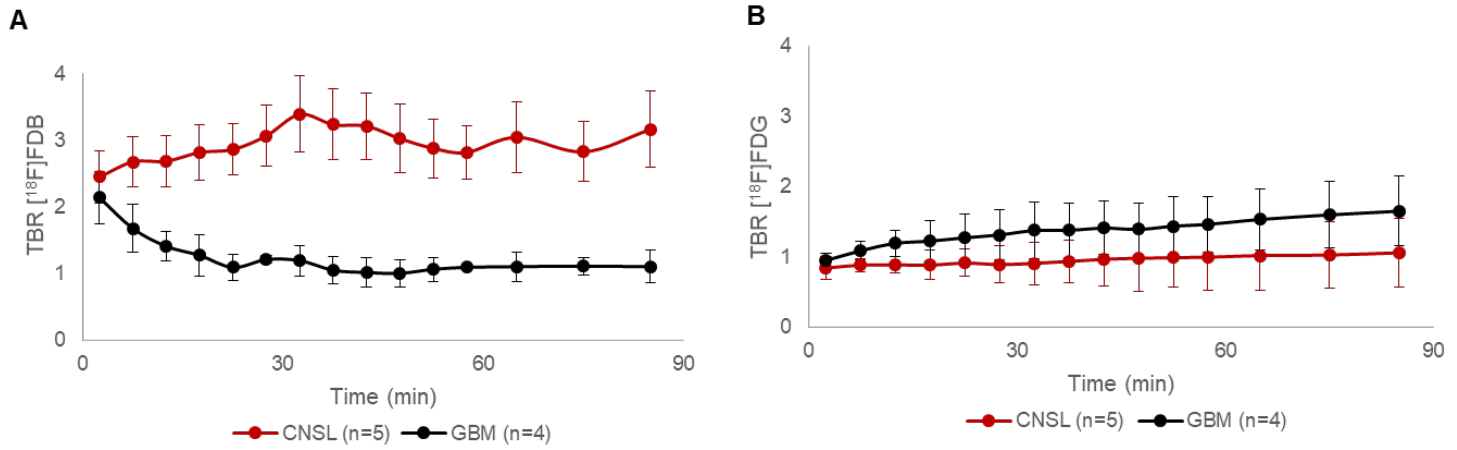 A
TBR [¹⁸F]FDB
4
3
2
1
0
0 30 60 90
Time (min)
CNSL (n=5) GBM (n=4)
B
TBR [¹⁸F]FDG
4
3
2
1
0
0 30 60 90
Time (min)
CNSL (n=5) GBM (n=4)